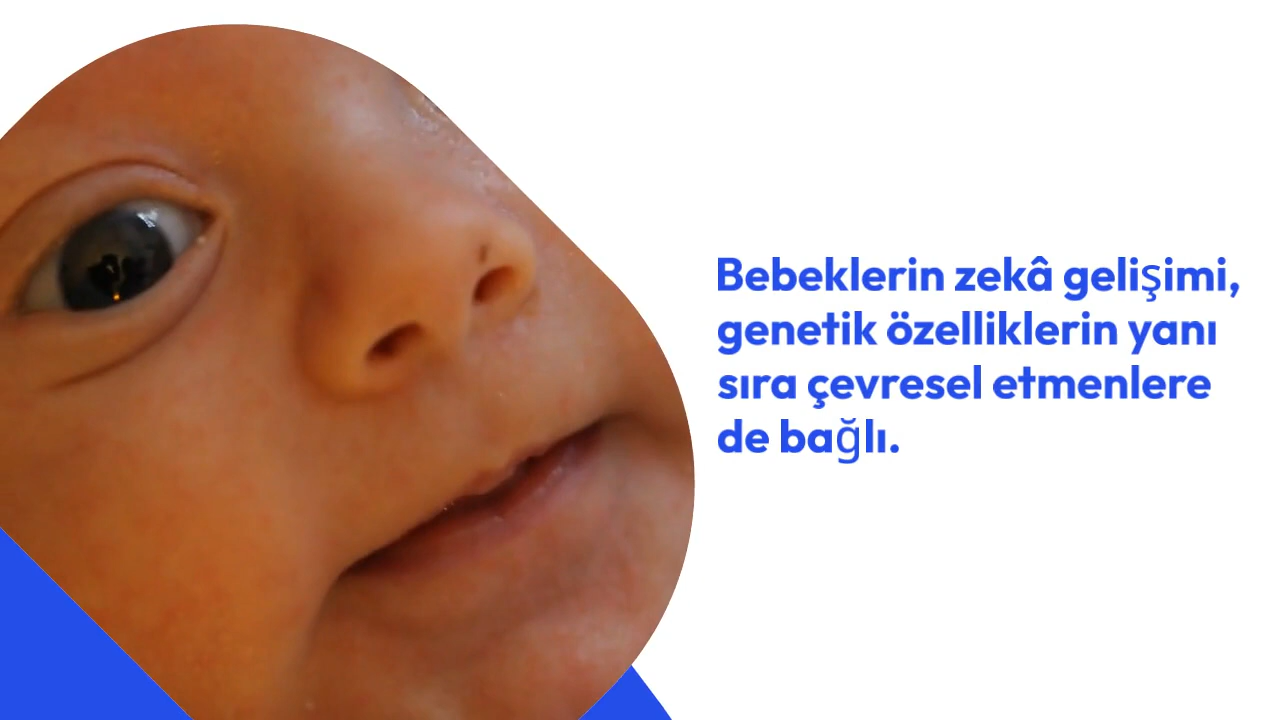 Bebeklerin zekâ gelişimi,
genetik özelliklerin yanı
sıra çevresel etmenlere
de bağlı.